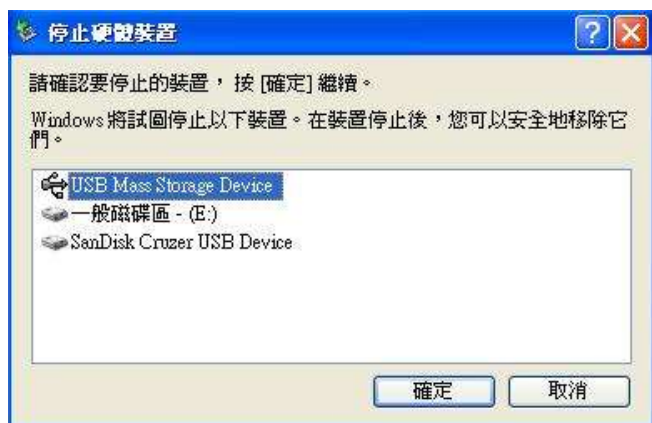 停止硬體裝置
請確認要停止的裝置，按 [確定] 繼續。
Windows 將試圖停止以下裝置。在裝置停止後，您可以安全地移除它
們。
USB Mass Storage Device
一般磁碟區 - (E:)
SanDisk Cruzer USB Device
確定
取消